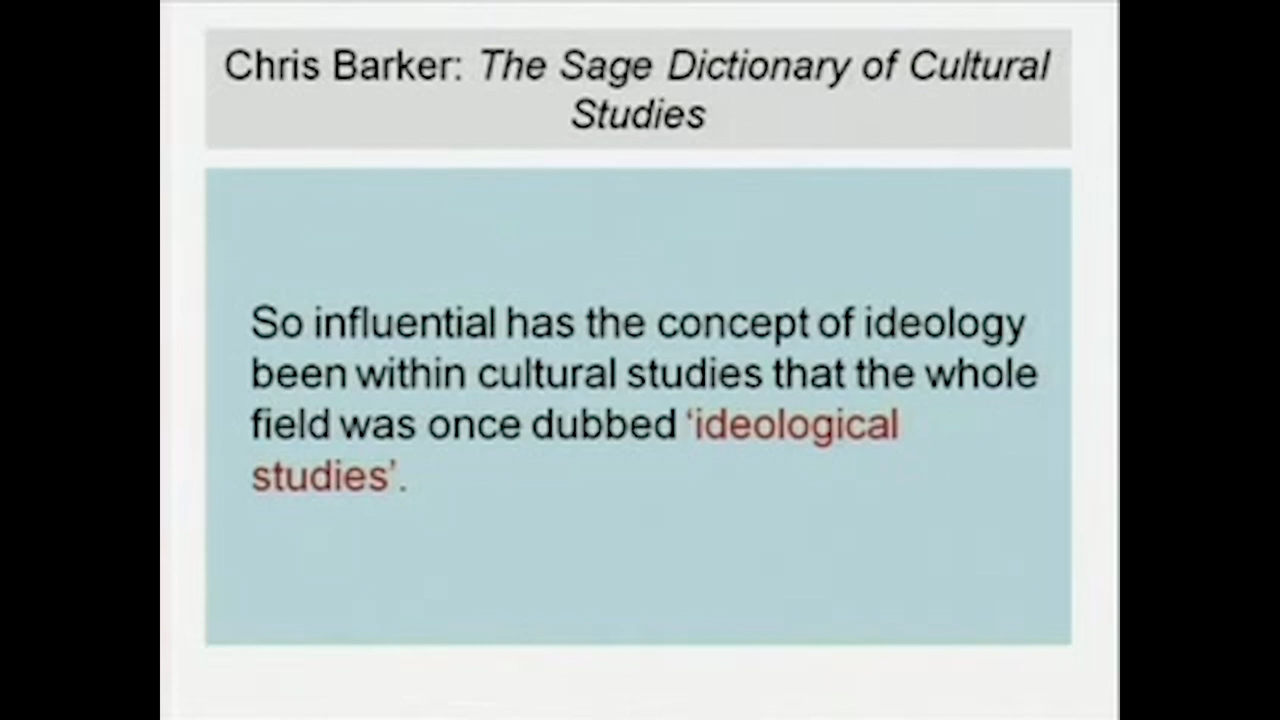 Chris Barker: The Sage Dictionary of Cultural
Studies
So influential has the concept of ideology
been within cultural studies that the whole
field was once dubbed ‘ideological
studies’.